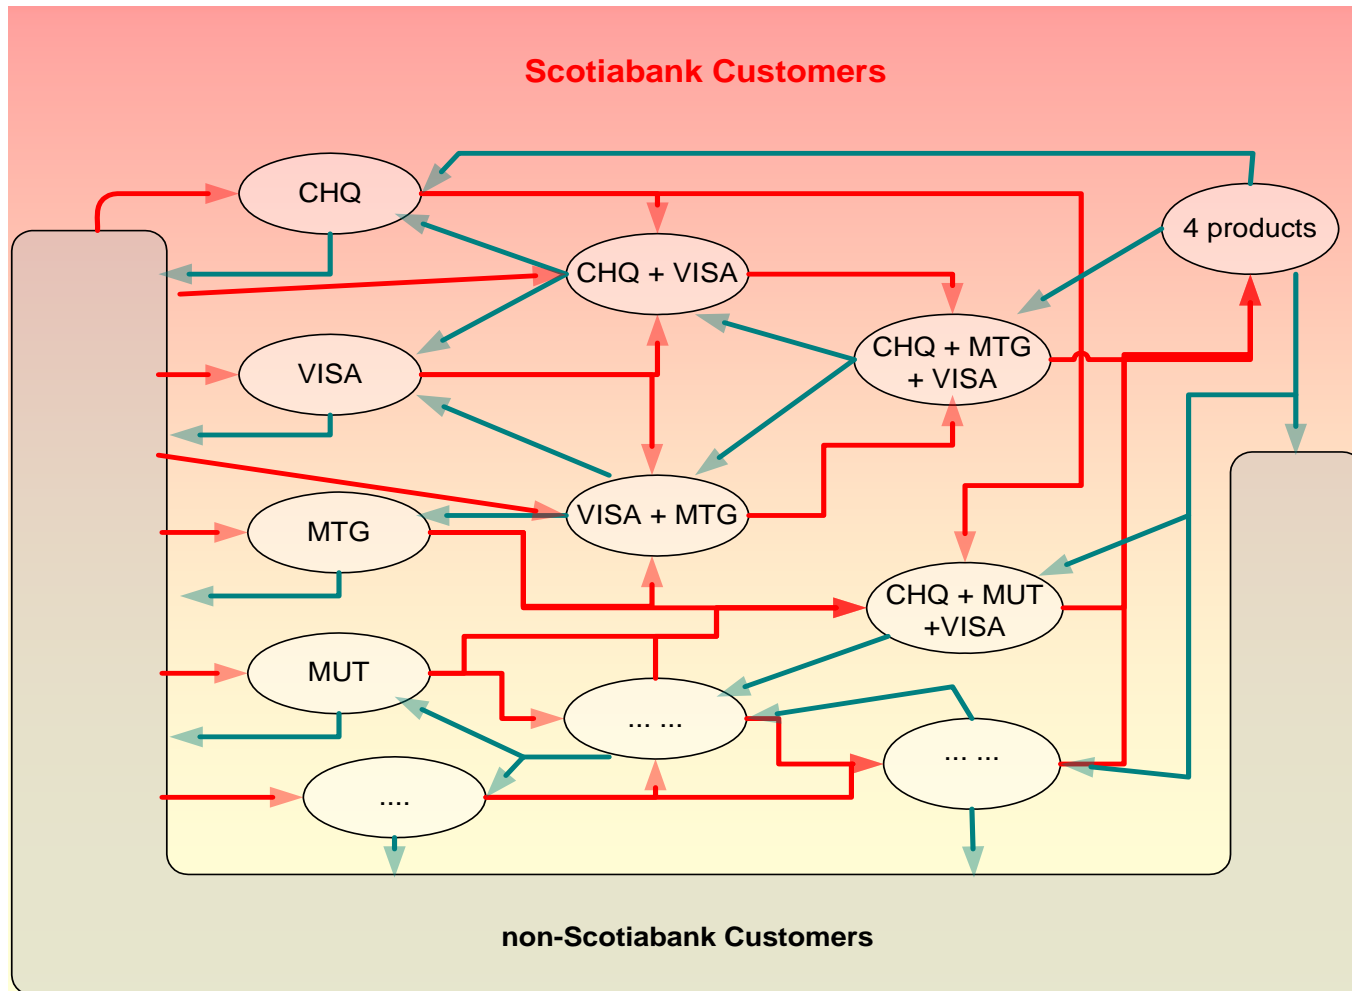 Scotiabank Customers
CHQ
4 products
CHQ + VISA
CHQ + MTG
+ VISA
VISA
VISA + MTG
MTG
CHQ + MUT
+VISA
MUT
... ...
... ...
....
non-Scotiabank Customers